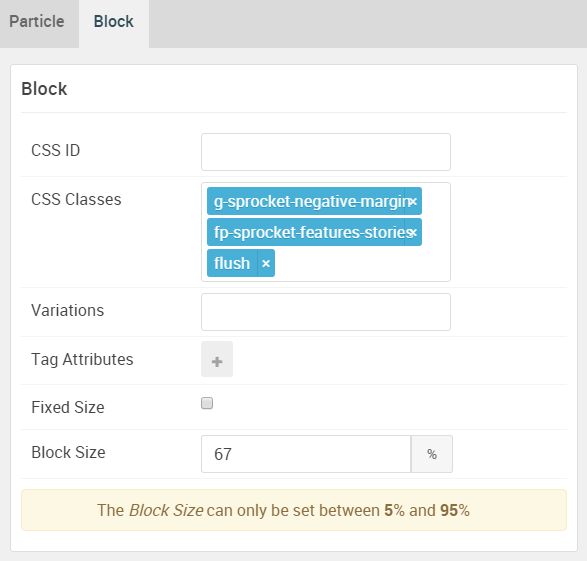 Particle Block
Block
CSS ID
CSS Classes
g-sprocket-negative-margin ×
fp-sprocket-features-stories ×
flush ×
Variations
Tag Attributes +
Fixed Size
Block Size 67 %
The Block Size can only be set between 5% and 95%